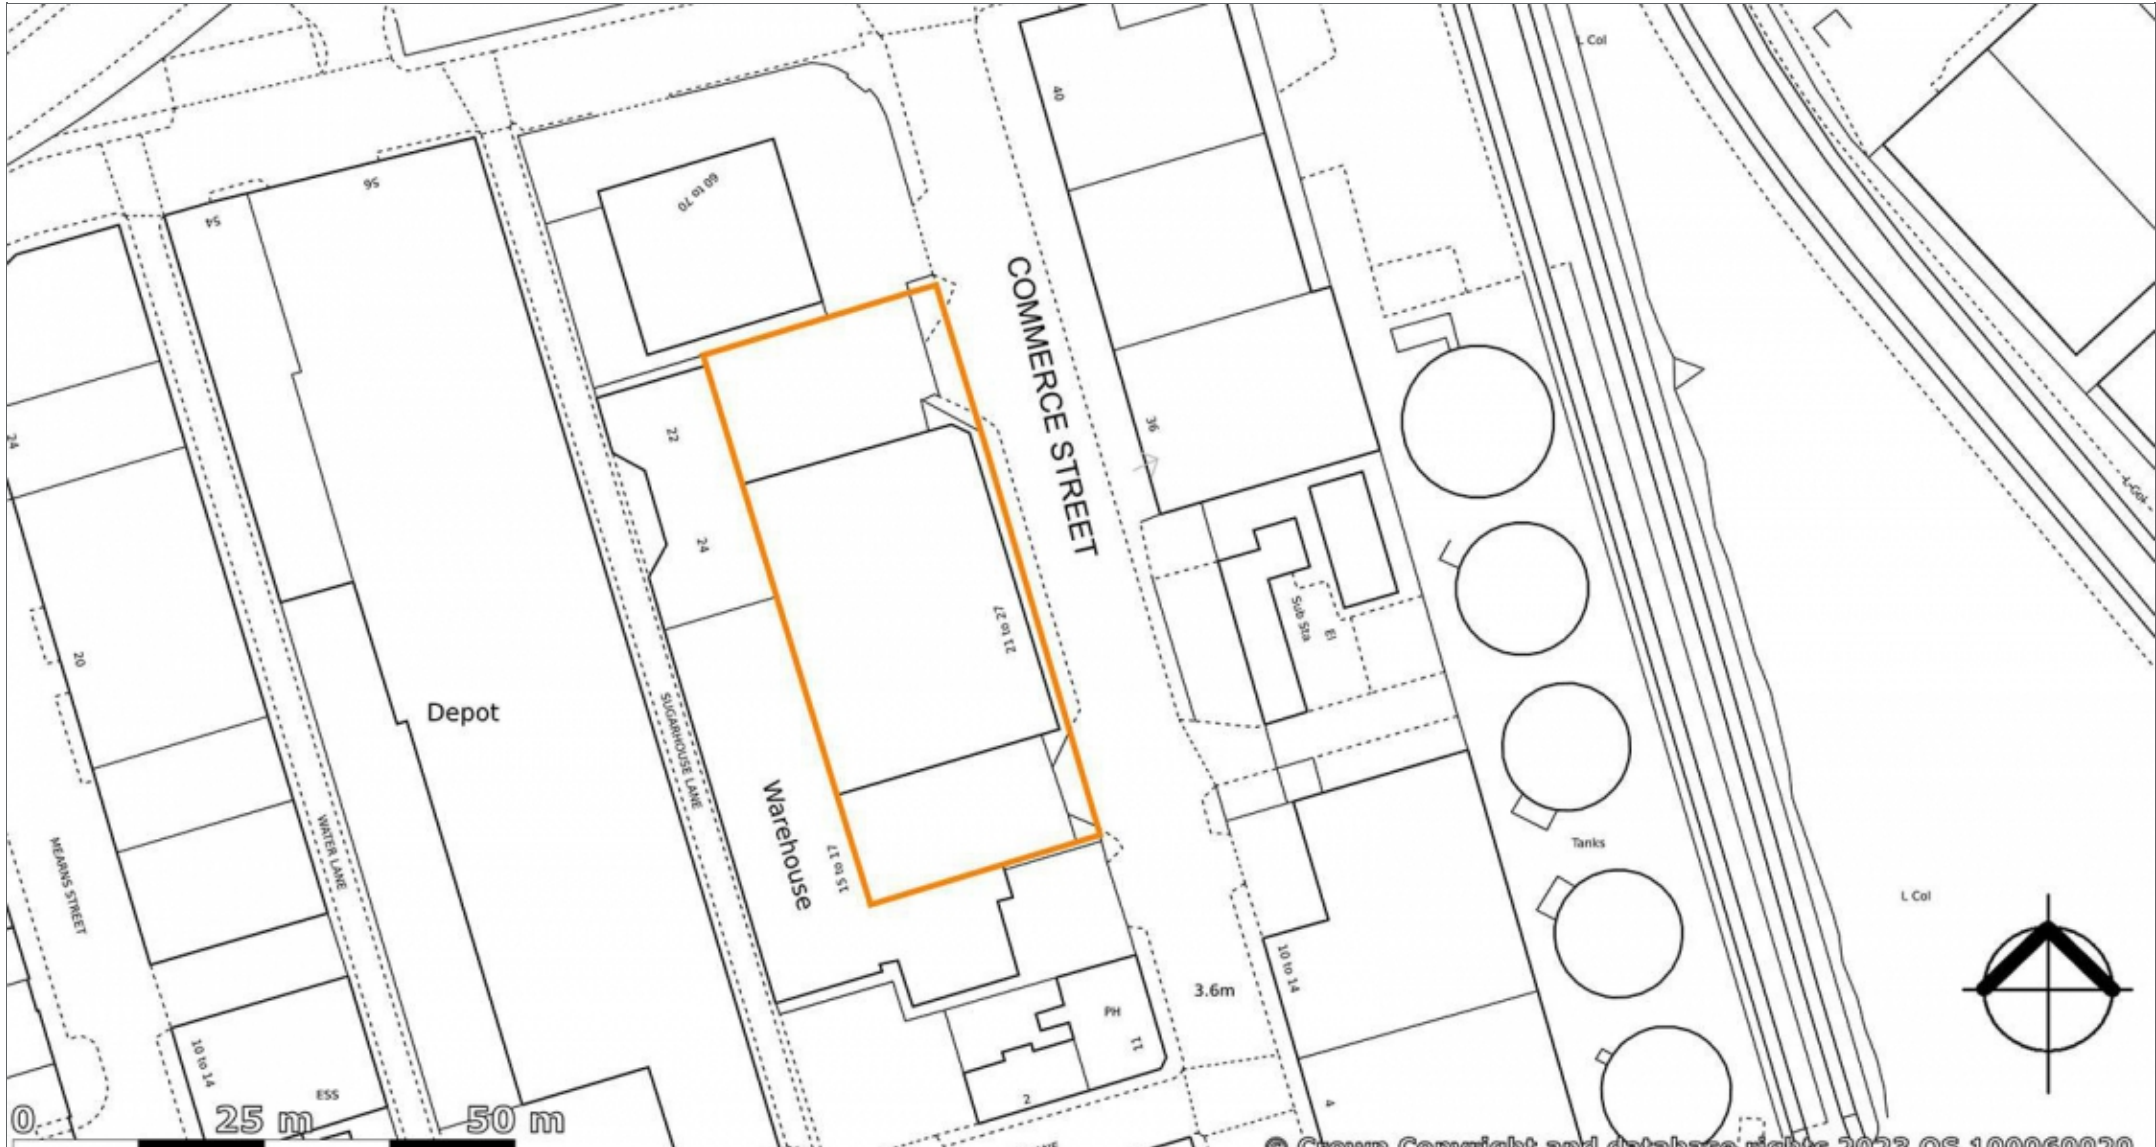 L Col
40
60 to 70
56
54
COMMERCE STREET
36
22
24
24
L Col
21 to 27
Sub Sta
El
20
Depot
SUGARHOUSE LANE
Warehouse
15 to 17
WATER LANE
MEARNS STREET
Tanks
L Col
10 to 14
3.6m
PH
11
10 to 14
ESS
2
4
0 25 m 50 m
© Crown Copyright and database rights 2023 OS 100060020